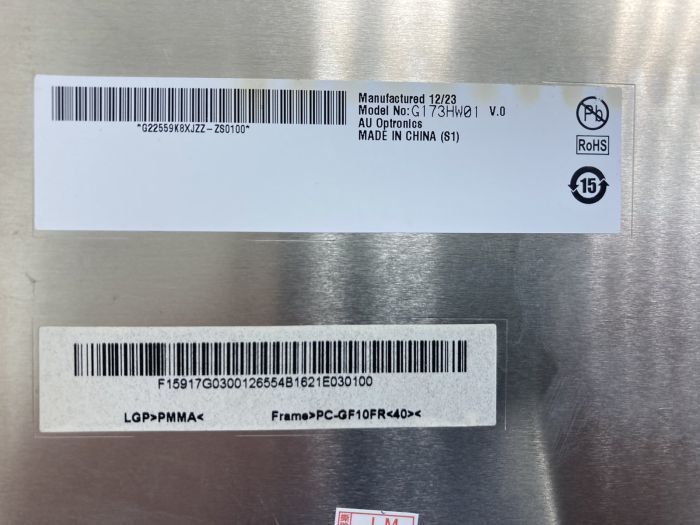 Manufactured 12/23
Model No: G173HW01 V.0
AU Optronics
MADE IN CHINA (S1)
*G22559K8XJZZ-ZS0100*
Pb
RoHS
15
F15917G0300126554B1621E030100
LGP>PMMA< Frame>PC-GF10FR<40><
LM